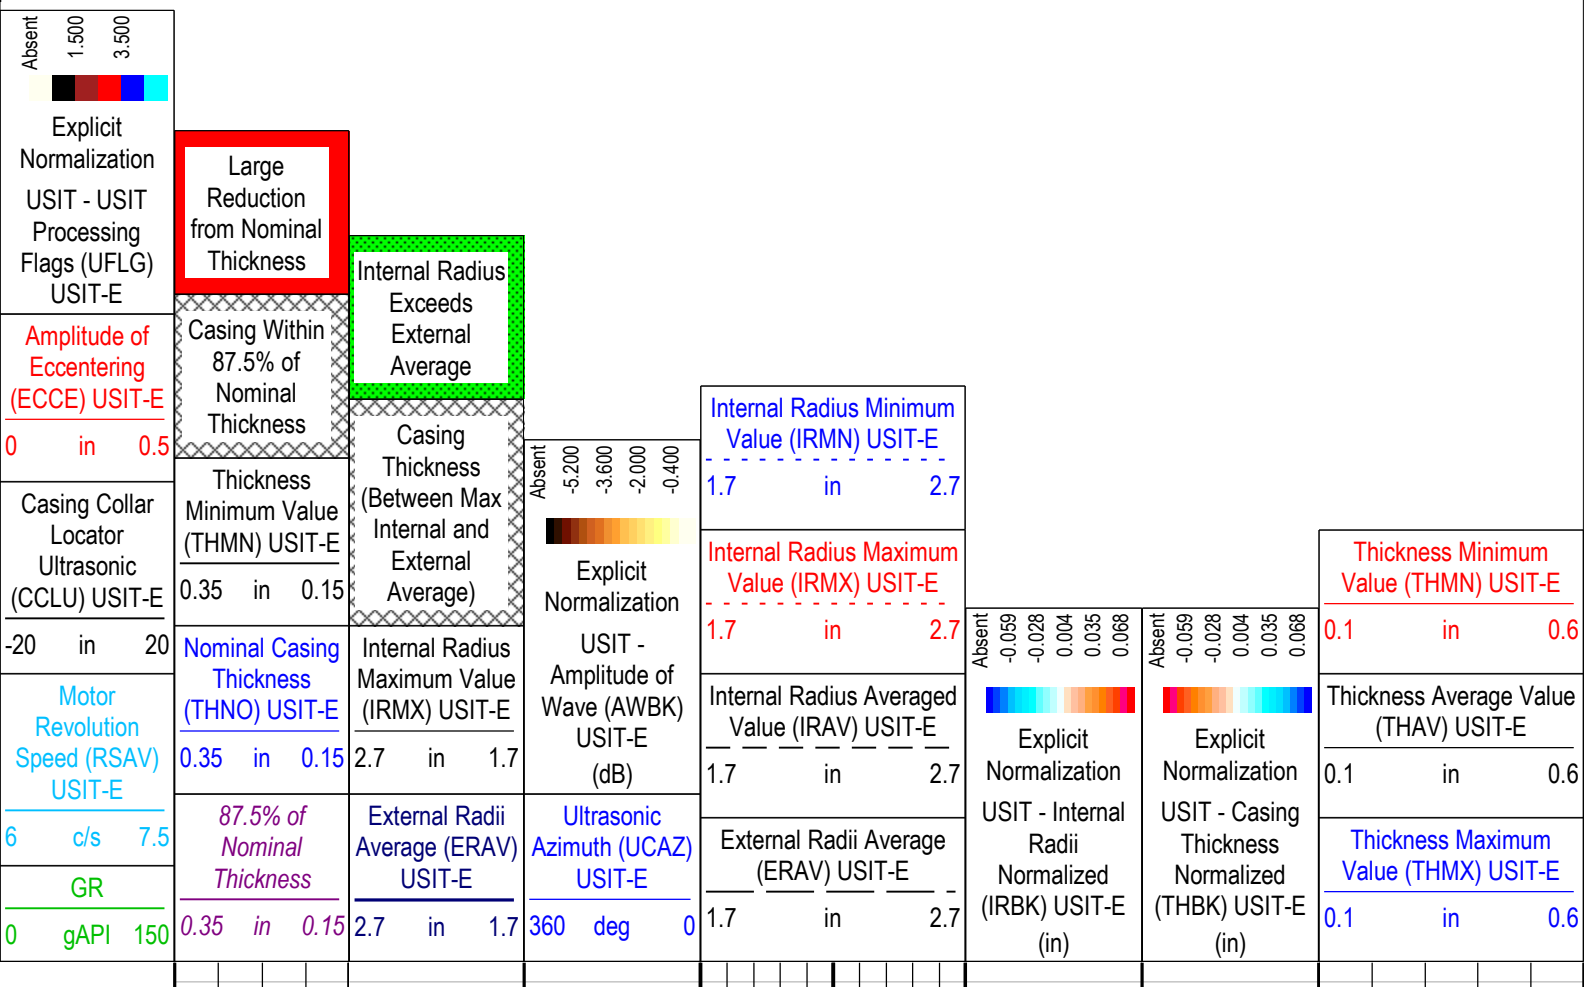 Absent
1.500
3.500
Explicit
Normalization
USIT - USIT
Processing
Flags (UFLG)
USIT-E
Amplitude of
Eccentering
(ECCE) USIT-E
0 in 0.5
Casing Collar
Locator
Ultrasonic
(CCLU) USIT-E
-20 in 20
Motor
Revolution
Speed (RSAV)
USIT-E
6 c/s 7.5
GR
0 gAPI 150
Large
Reduction
from Nominal
Thickness
Casing Within
87.5% of
Nominal
Thickness
Thickness
Minimum Value
(THMN) USIT-E
0.35 in 0.15
Nominal Casing
Thickness
(THNO) USIT-E
0.35 in 0.15
87.5% of
Nominal
Thickness
0.35 in 0.15
Internal Radius
Exceeds
External
Average
Casing
Thickness
(Between Max
Internal and
External
Average)
Internal Radius
Maximum Value
(IRMX) USIT-E
2.7 in 1.7
External Radii
Average (ERAV)
USIT-E
2.7 in 1.7
Absent
-5.200
-3.600
-2.000
-0.400
Explicit
Normalization
USIT -
Amplitude of
Wave (AWBK)
USIT-E
(dB)
Ultrasonic
Azimuth (UCAZ)
USIT-E
360 deg 0
Internal Radius Minimum
Value (IRMN) USIT-E
1.7 in 2.7
Internal Radius Maximum
Value (IRMX) USIT-E
1.7 in 2.7
Internal Radius Averaged
Value (IRAV) USIT-E
1.7 in 2.7
External Radii Average
(ERAV) USIT-E
1.7 in 2.7
Absent
-0.059
-0.028
0.004
0.035
0.068
Explicit
Normalization
USIT - Internal
Radii
Normalized
(IRBK) USIT-E
(in)
Absent
-0.059
-0.028
0.004
0.035
0.068
Explicit
Normalization
USIT - Casing
Thickness
Normalized
(THBK) USIT-E
(in)
Thickness Minimum
Value (THMN) USIT-E
0.1 in 0.6
Thickness Average Value
(THAV) USIT-E
0.1 in 0.6
Thickness Maximum
Value (THMX) USIT-E
0.1 in 0.6